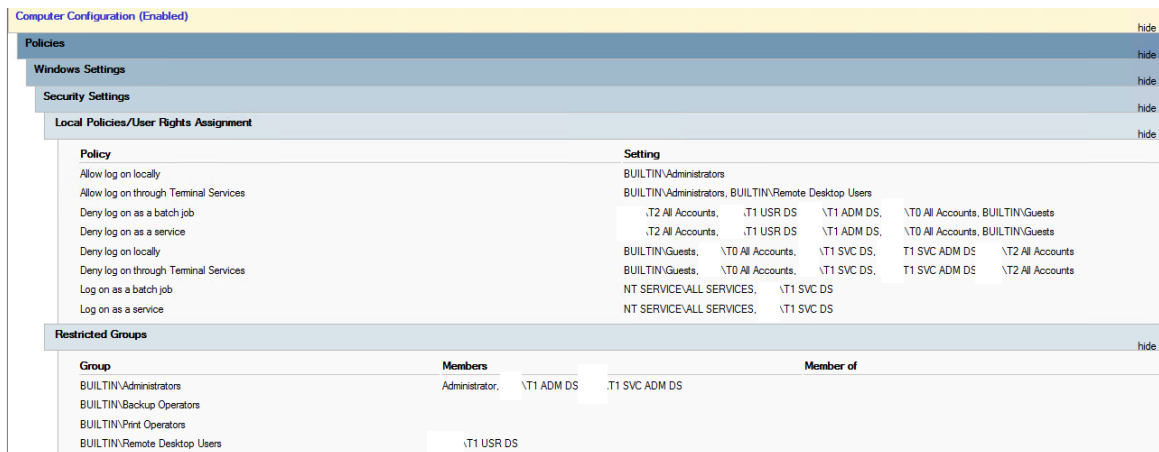 Computer Configuration (Enabled)
hide
Policies
hide
Windows Settings
hide
Security Settings
hide
Local Policies/User Rights Assignment
hide
Policy Setting
Allow log on locally BUILTIN\Administrators
Allow log on through Terminal Services BUILTIN\Administrators, BUILTIN\Remote Desktop Users
Deny log on as a batch job \T2 All Accounts, \T1 USR DS \T1 ADM DS, \T0 All Accounts, BUILTIN\Guests
Deny log on as a service \T2 All Accounts, \T1 USR DS \T1 ADM DS, \T0 All Accounts, BUILTIN\Guests
Deny log on locally BUILTIN\Guests, \T0 All Accounts, \T1 SVC DS, T1 SVC ADM DS \T2 All Accounts
Deny log on through Terminal Services BUILTIN\Guests, \T0 All Accounts, \T1 SVC DS, T1 SVC ADM DS \T2 All Accounts
Log on as a batch job NT SERVICE\ALL SERVICES, \T1 SVC DS
Log on as a service NT SERVICE\ALL SERVICES, \T1 SVC DS
Restricted Groups
hide
Group Members Member of
BUILTIN\Administrators Administrator, \T1 ADM DS \T1 SVC ADM DS
BUILTIN\Backup Operators
BUILTIN\Print Operators
BUILTIN\Remote Desktop Users \T1 USR DS